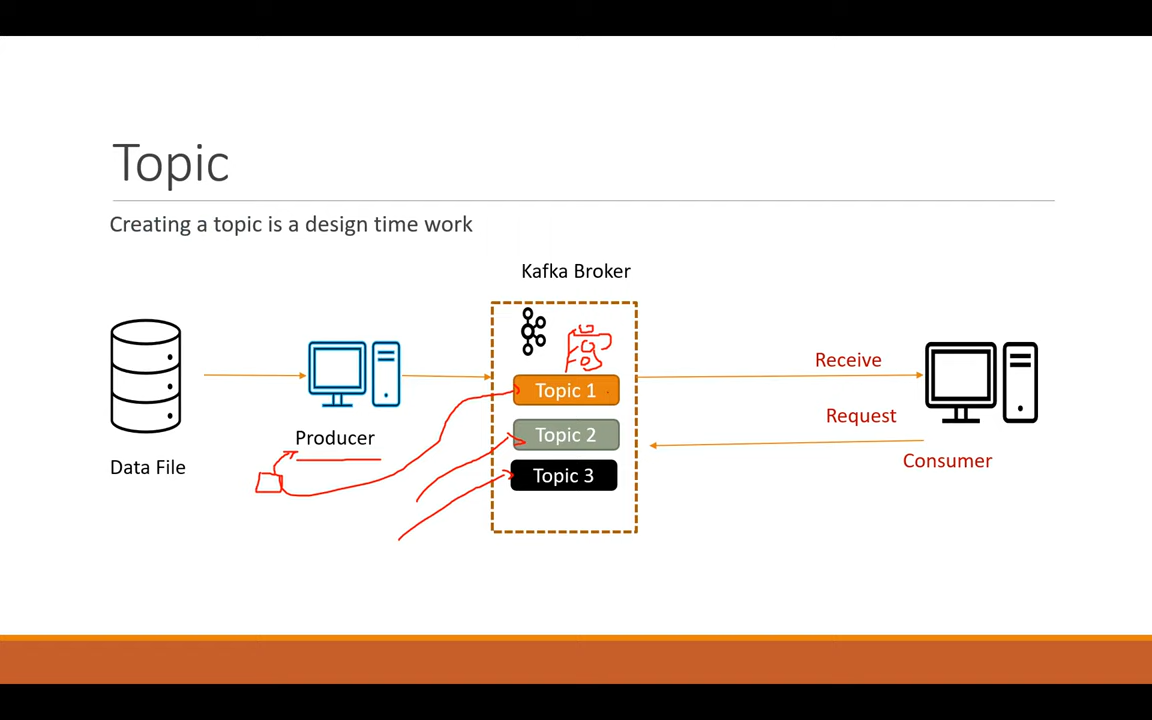 Topic
Creating a topic is a design time work
Kafka Broker
Receive
Topic 1
Request
Topic 2
Producer
Consumer
Data File
Topic 3